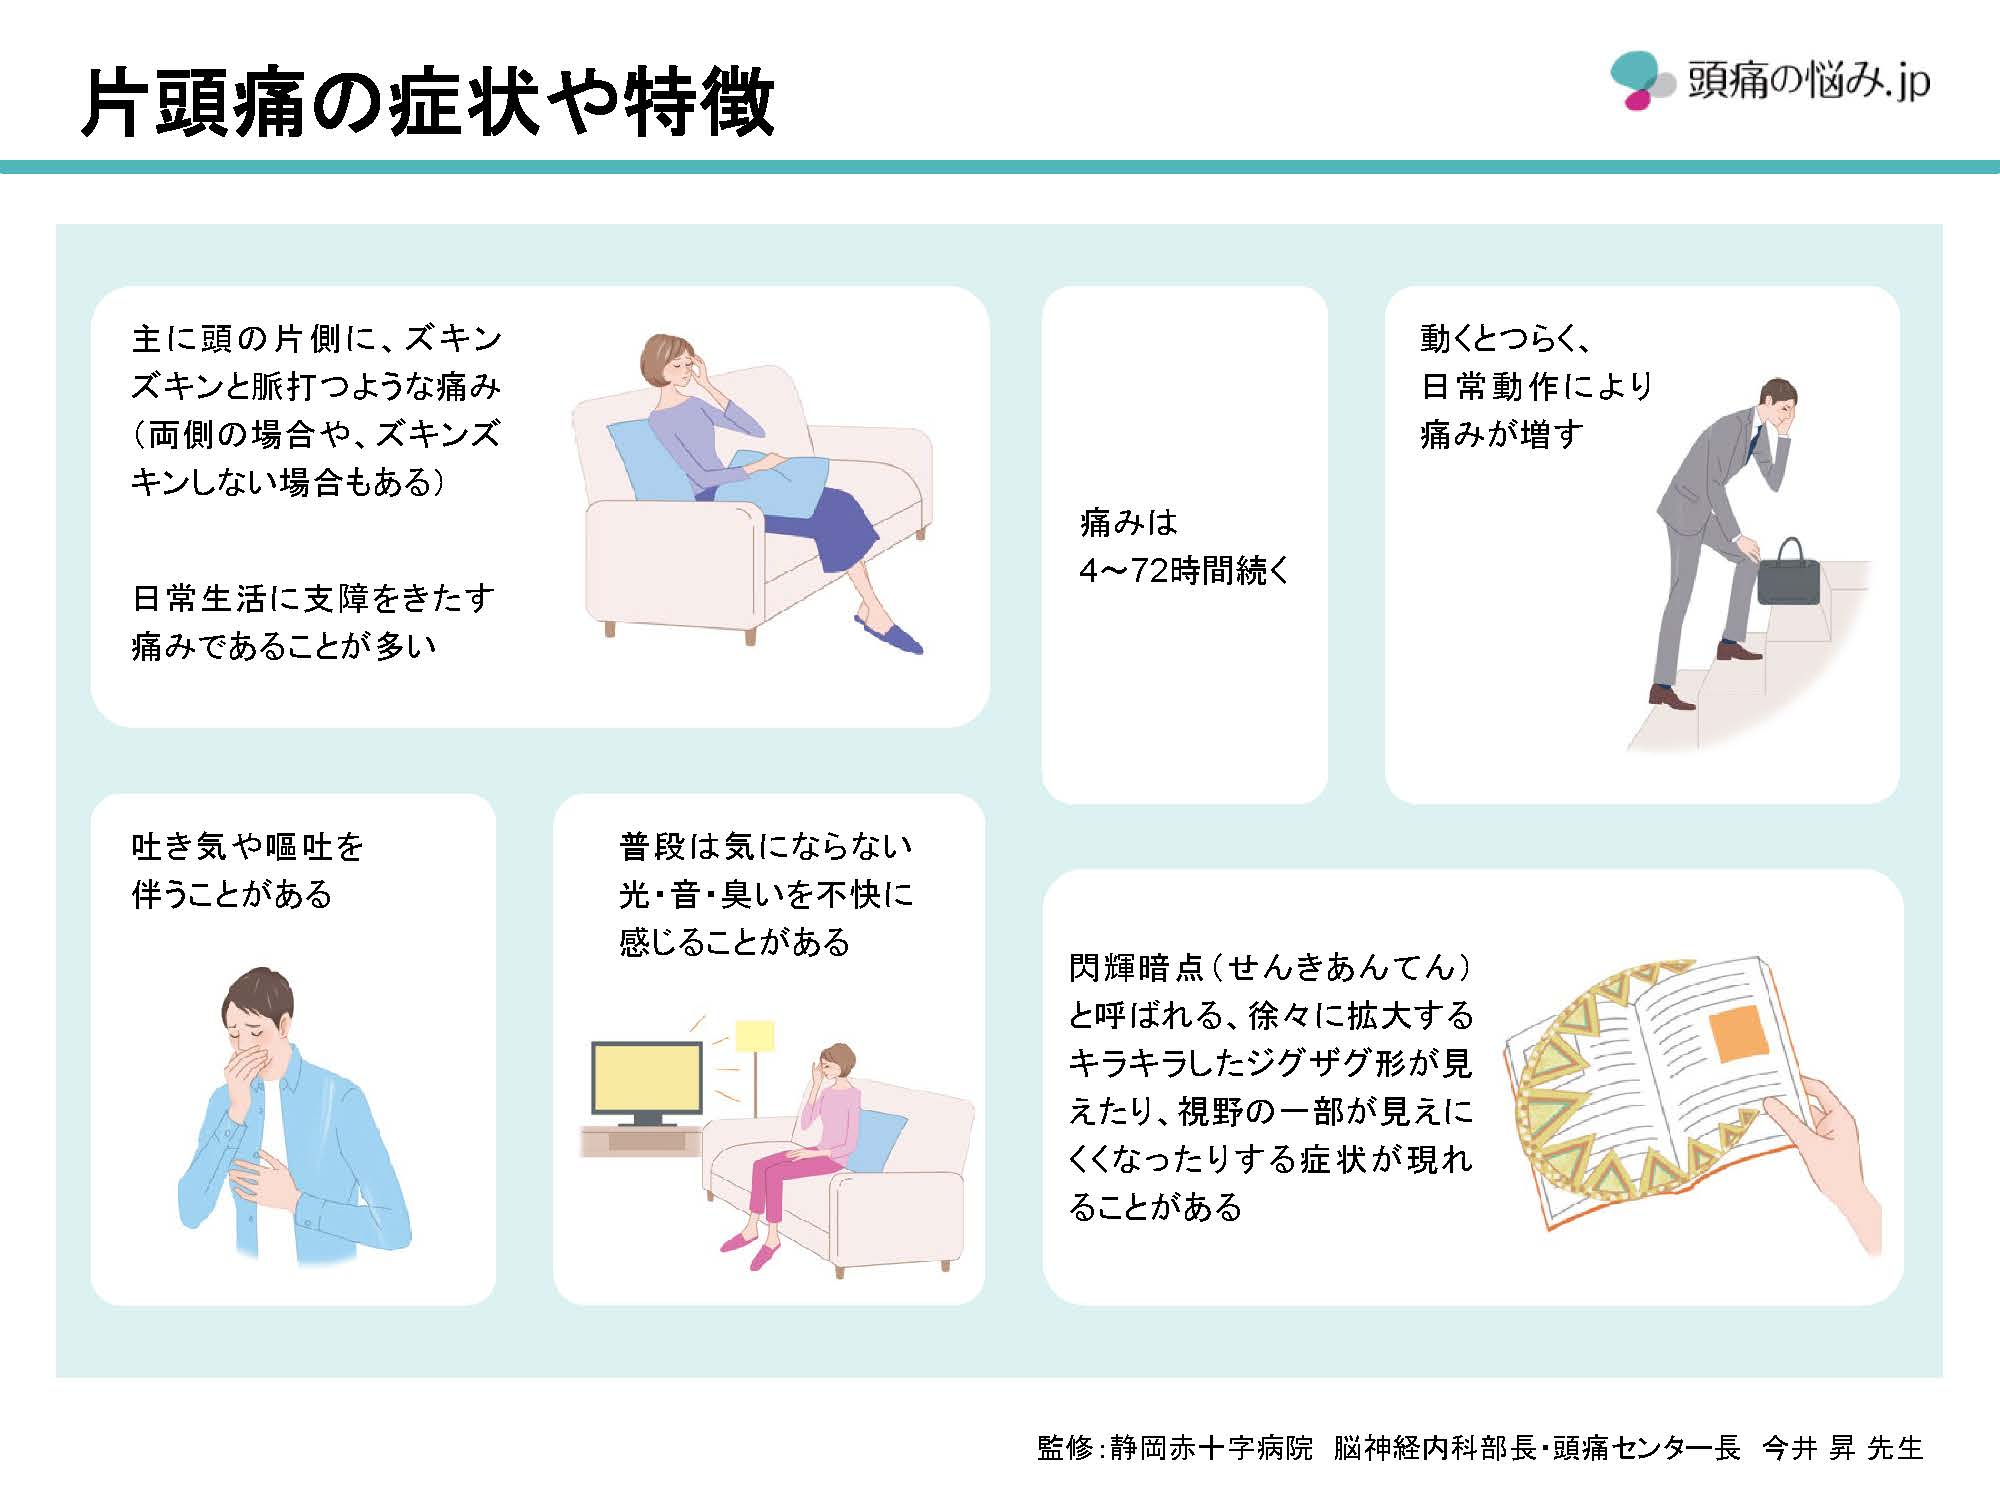 片頭痛の症状や特徴
頭痛の悩み.jp
主に頭の片側に、ズキン
ズキンと脈打つような痛み
（両側の場合や、ズキンズ
キンしない場合もある）
日常生活に支障をきたす
痛みであることが多い
痛みは
4～72時間続く
動くとつらく、
日常動作により
痛みが増す
吐き気や嘔吐を
伴うことがある
普段は気にならない
光・音・臭いを不快に
感じることがある
閃輝暗点（せんきあんてん）
と呼ばれる、徐々に拡大する
キラキラしたジグザグ形が見
えたり、視野の一部が見えに
くくなったりする症状が現れ
ることがある
監修：静岡赤十字病院　脳神経内科部長・頭痛センター長　今井 昇 先生